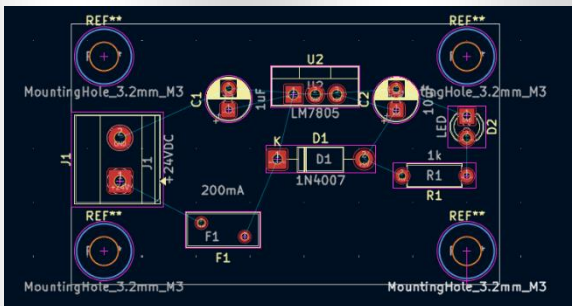 REF**
REF**
U2
C1
U2
C2
MountingHole_3.2mm_M3
1uF
LM7805
MountingHole_3.2mm_M3
LED
D2
J1
J1
+24VDC
K
D1
D1
1N4007
1k
R1
R1
200mA
REF**
REF**
F1
F1
MountingHole_3.2mm_M3
MountingHole_3.2mm_M3